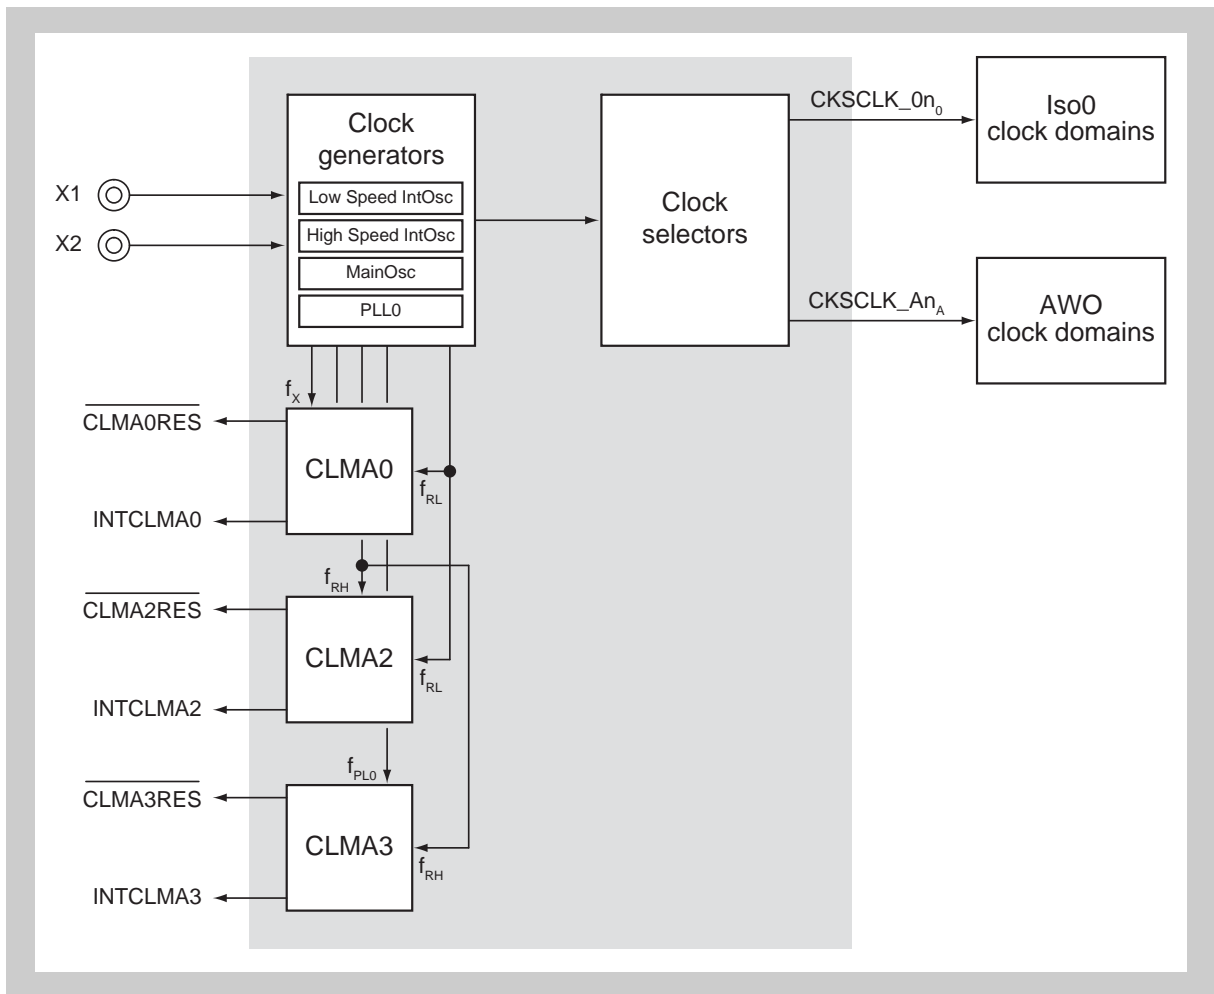 Clock
generators
Low Speed IntOsc
High Speed IntOsc
MainOsc
PLL0
X1
X2
Clock
selectors
CKSCLK_0n0
Iso0
clock domains
CKSCLK_AnA
AWO
clock domains
fX
CLMA0RES
CLMA0
fRL
INTCLMA0
fRH
CLMA2RES
CLMA2
fRL
INTCLMA2
fPL0
CLMA3RES
CLMA3
fRH
INTCLMA3